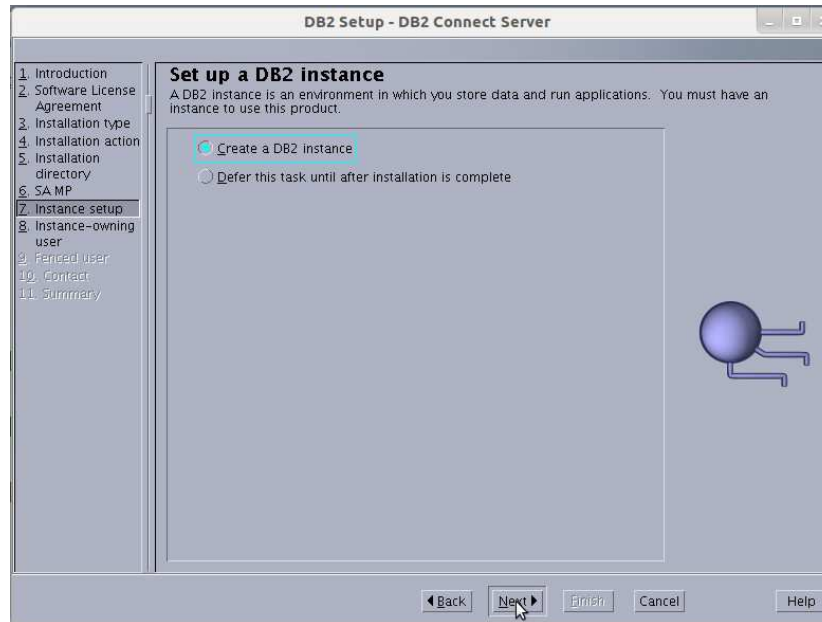 DB2 Setup - DB2 Connect Server
1. Introduction
2. Software License
Agreement
3. Installation type
4. Installation action
5. Installation
directory
6. SA MP
7. Instance setup
8. Instance-owning
user
9. Fenced user
10. Contact
11. Summary
Set up a DB2 instance
A DB2 instance is an environment in which you store data and run applications. You must have an
instance to use this product.
Create a DB2 instance
Defer this task until after installation is complete
Back Next Finish Cancel Help